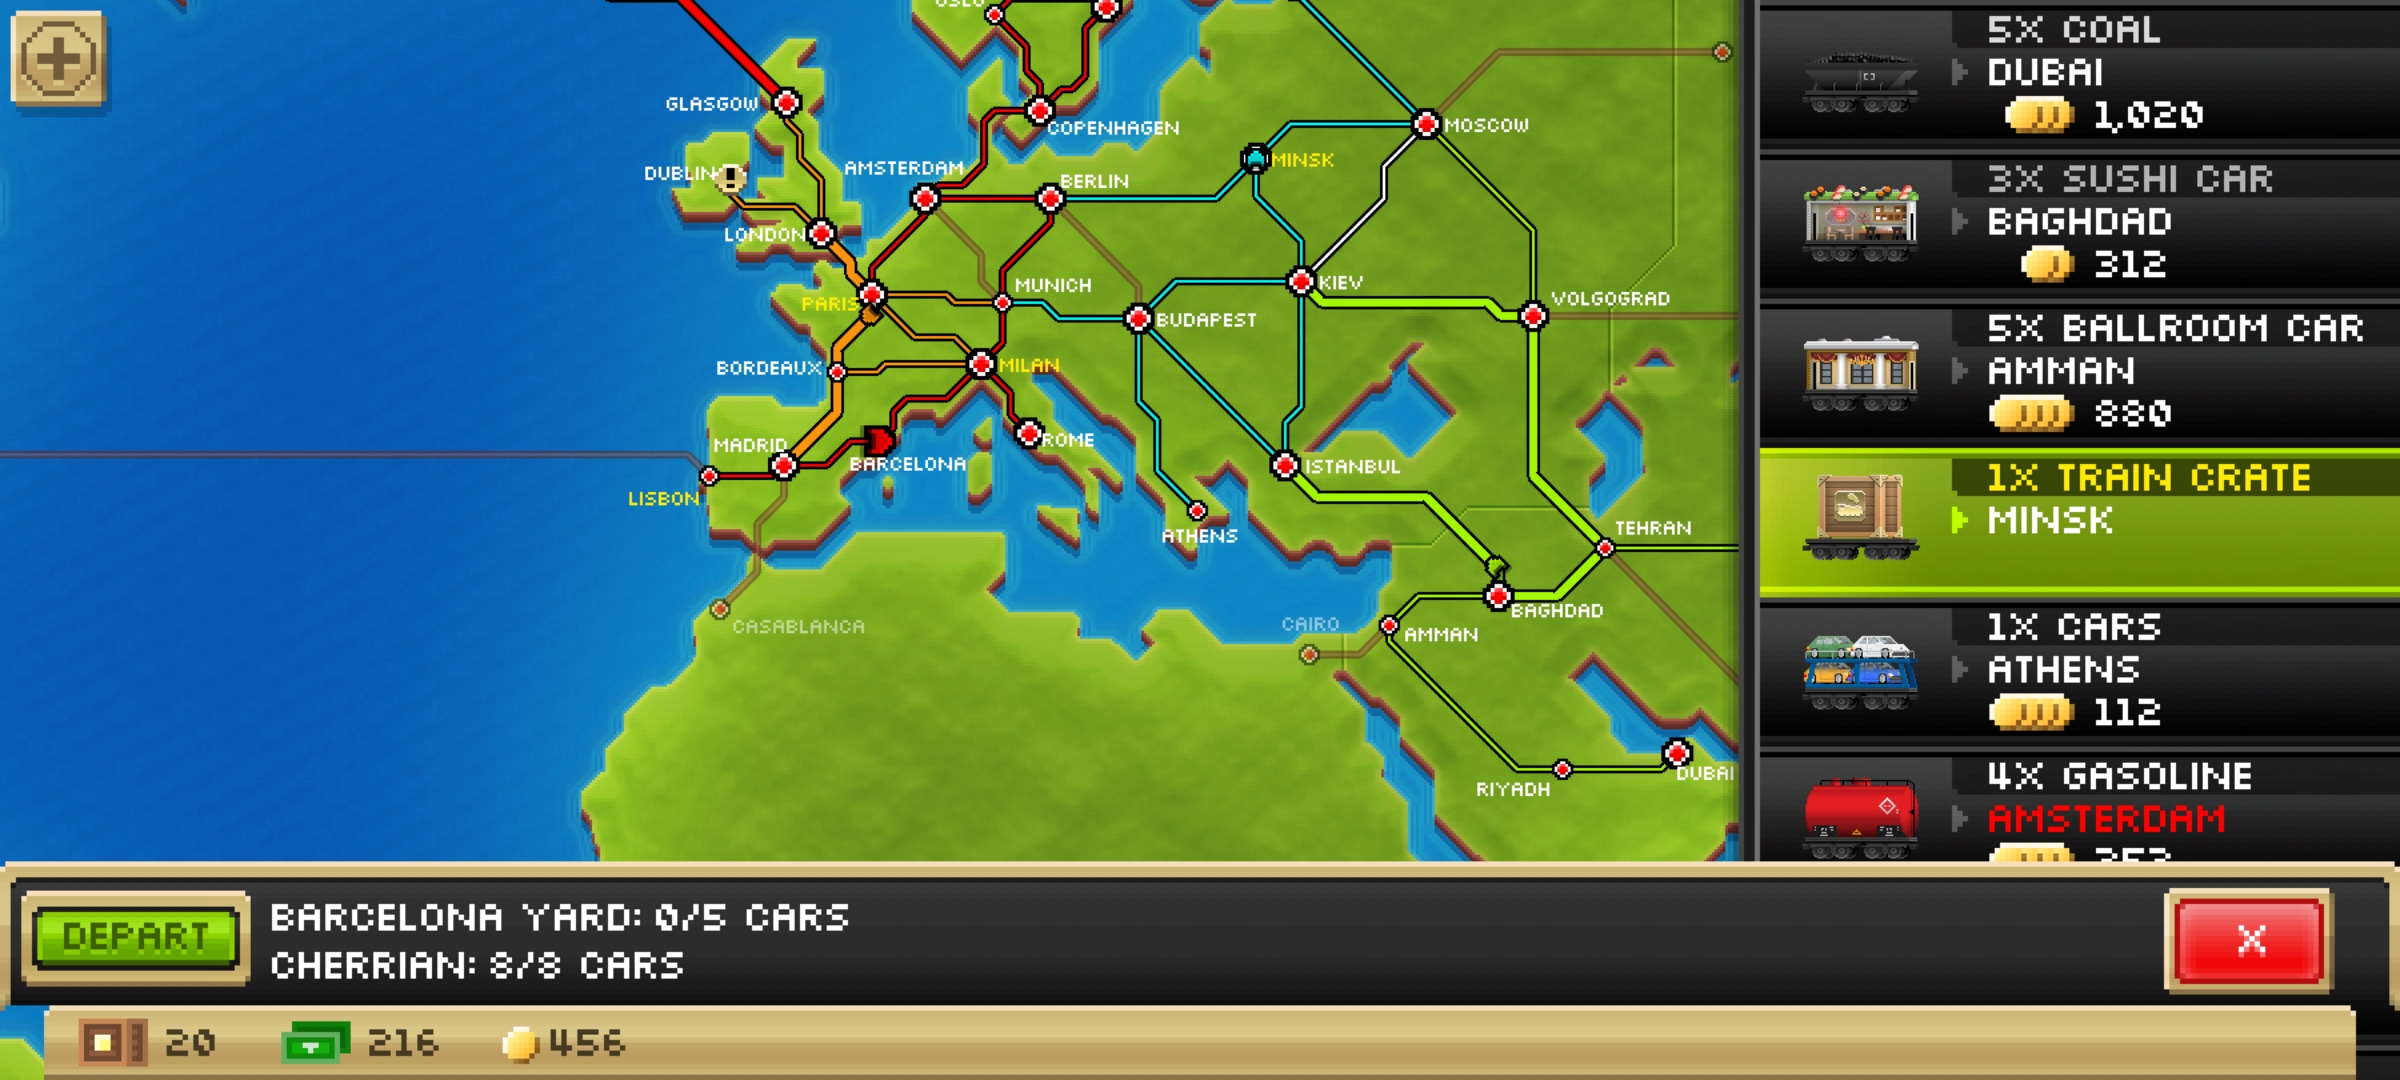 GLASGOW
DUBLIN
LONDON
AMSTERDAM
COPENHAGEN
BERLIN
MINSK
MOSCOW
PARIS
MUNICH
BUDAPEST
KIEV
VOLGOGRAD
BORDEAUX
MILAN
MADRID
BARCELONA
ROME
LISBON
ATHENS
ISTANBUL
TEHRAN
BAGHDAD
CASABLANCA
CAIRO
AMMAN
RIYADH
DUBAI
5X COAL
DUBAI
1,020
3X SUSHI CAR
BAGHDAD
312
5X BALLROOM CAR
AMMAN
880
1X TRAIN CRATE
MINSK
1X CARS
ATHENS
112
4X GASOLINE
AMSTERDAM
DEPART
BARCELONA YARD: 0/5 CARS
CHERRIAN: 8/8 CARS
X
20
216
456